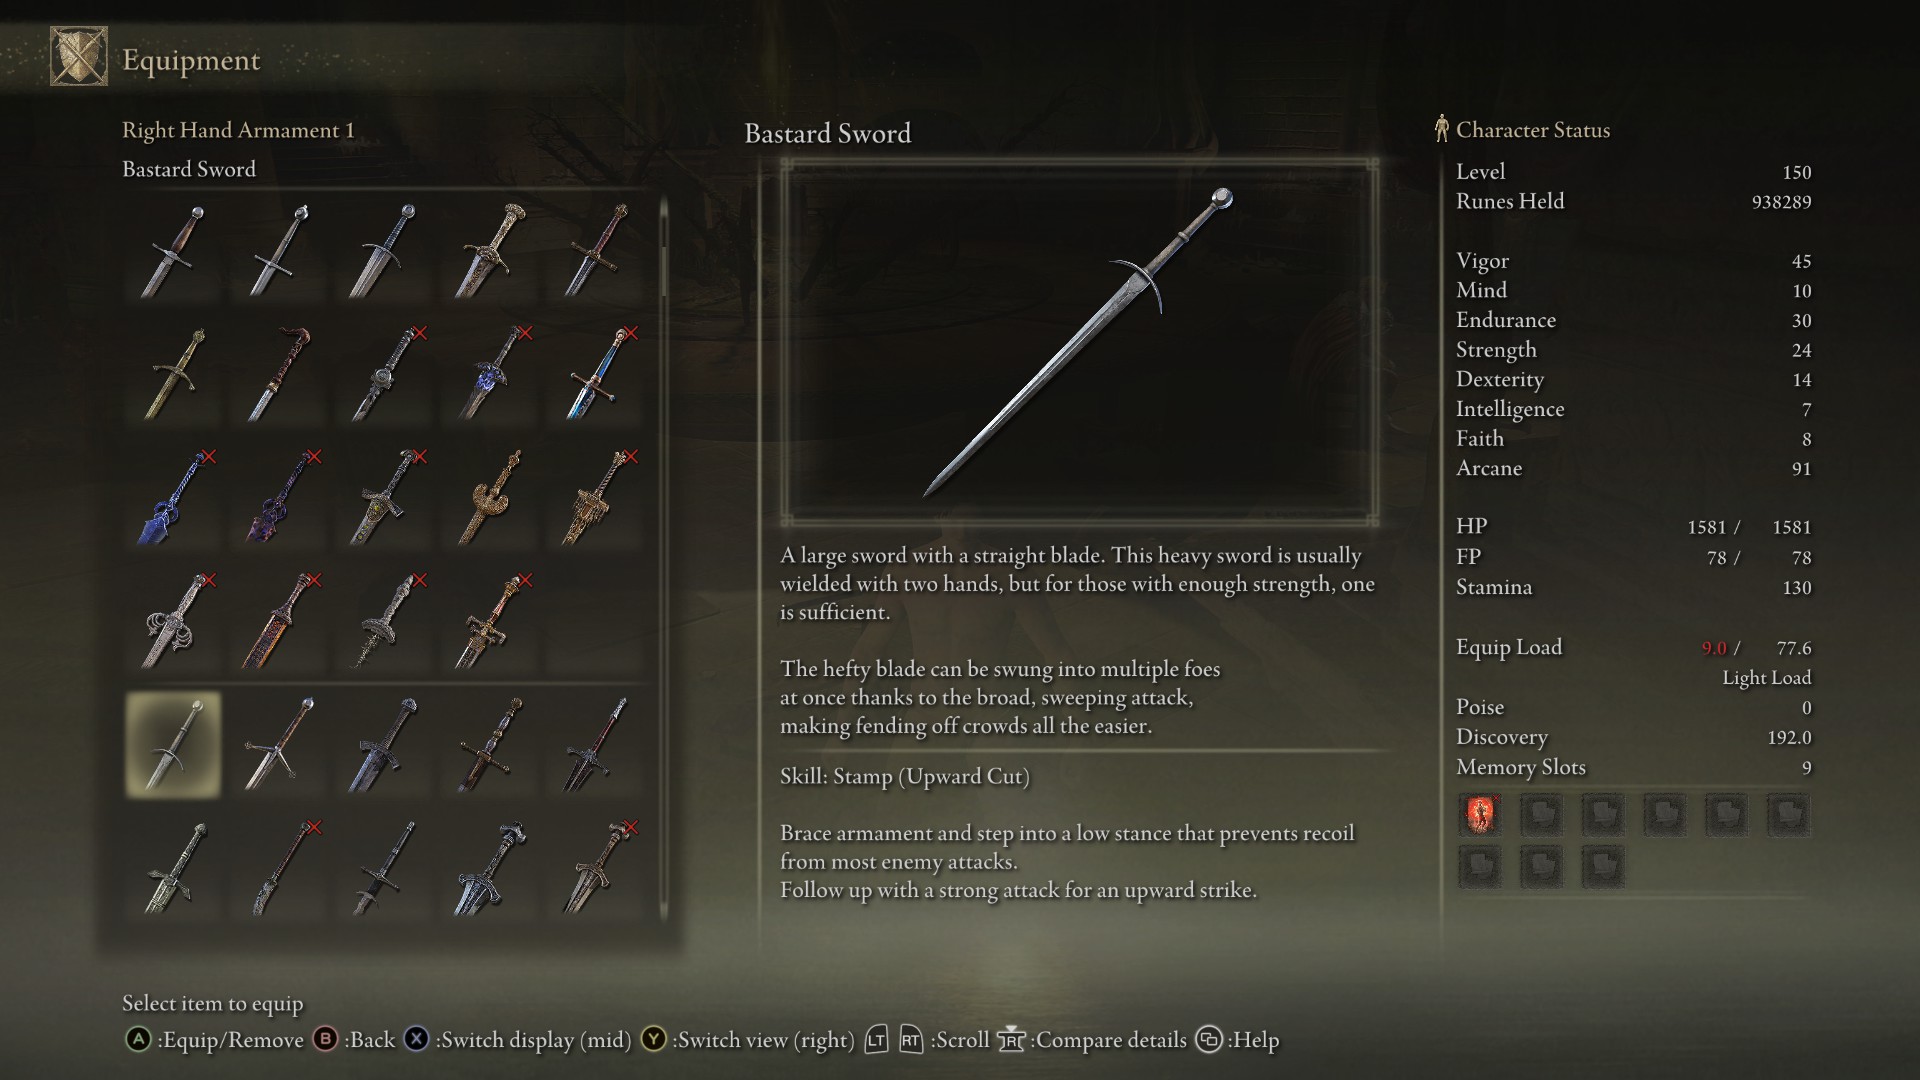 Equipment
Right Hand Armament 1
Bastard Sword
Bastard Sword
A large sword with a straight blade. This heavy sword is usually
wielded with two hands, but for those with enough strength, one
is sufficient.
The hefty blade can be swung into multiple foes
at once thanks to the broad, sweeping attack,
making fending off crowds all the easier.
Skill: Stamp (Upward Cut)
Brace armament and step into a low stance that prevents recoil
from most enemy attacks.
Follow up with a strong attack for an upward strike.
Character Status
Level 150
Runes Held 938289
Vigor 45
Mind 10
Endurance 30
Strength 24
Dexterity 14
Intelligence 7
Faith 8
Arcane 91
HP 1581 / 1581
FP 78 / 78
Stamina 130
Equip Load 9.0 / 77.6
Light Load
Poise 0
Discovery 192.0
Memory Slots 9
Select item to equip
A :Equip/Remove B :Back X :Switch display (mid) Y :Switch view (right) LT RT :Scroll R :Compare details :Help